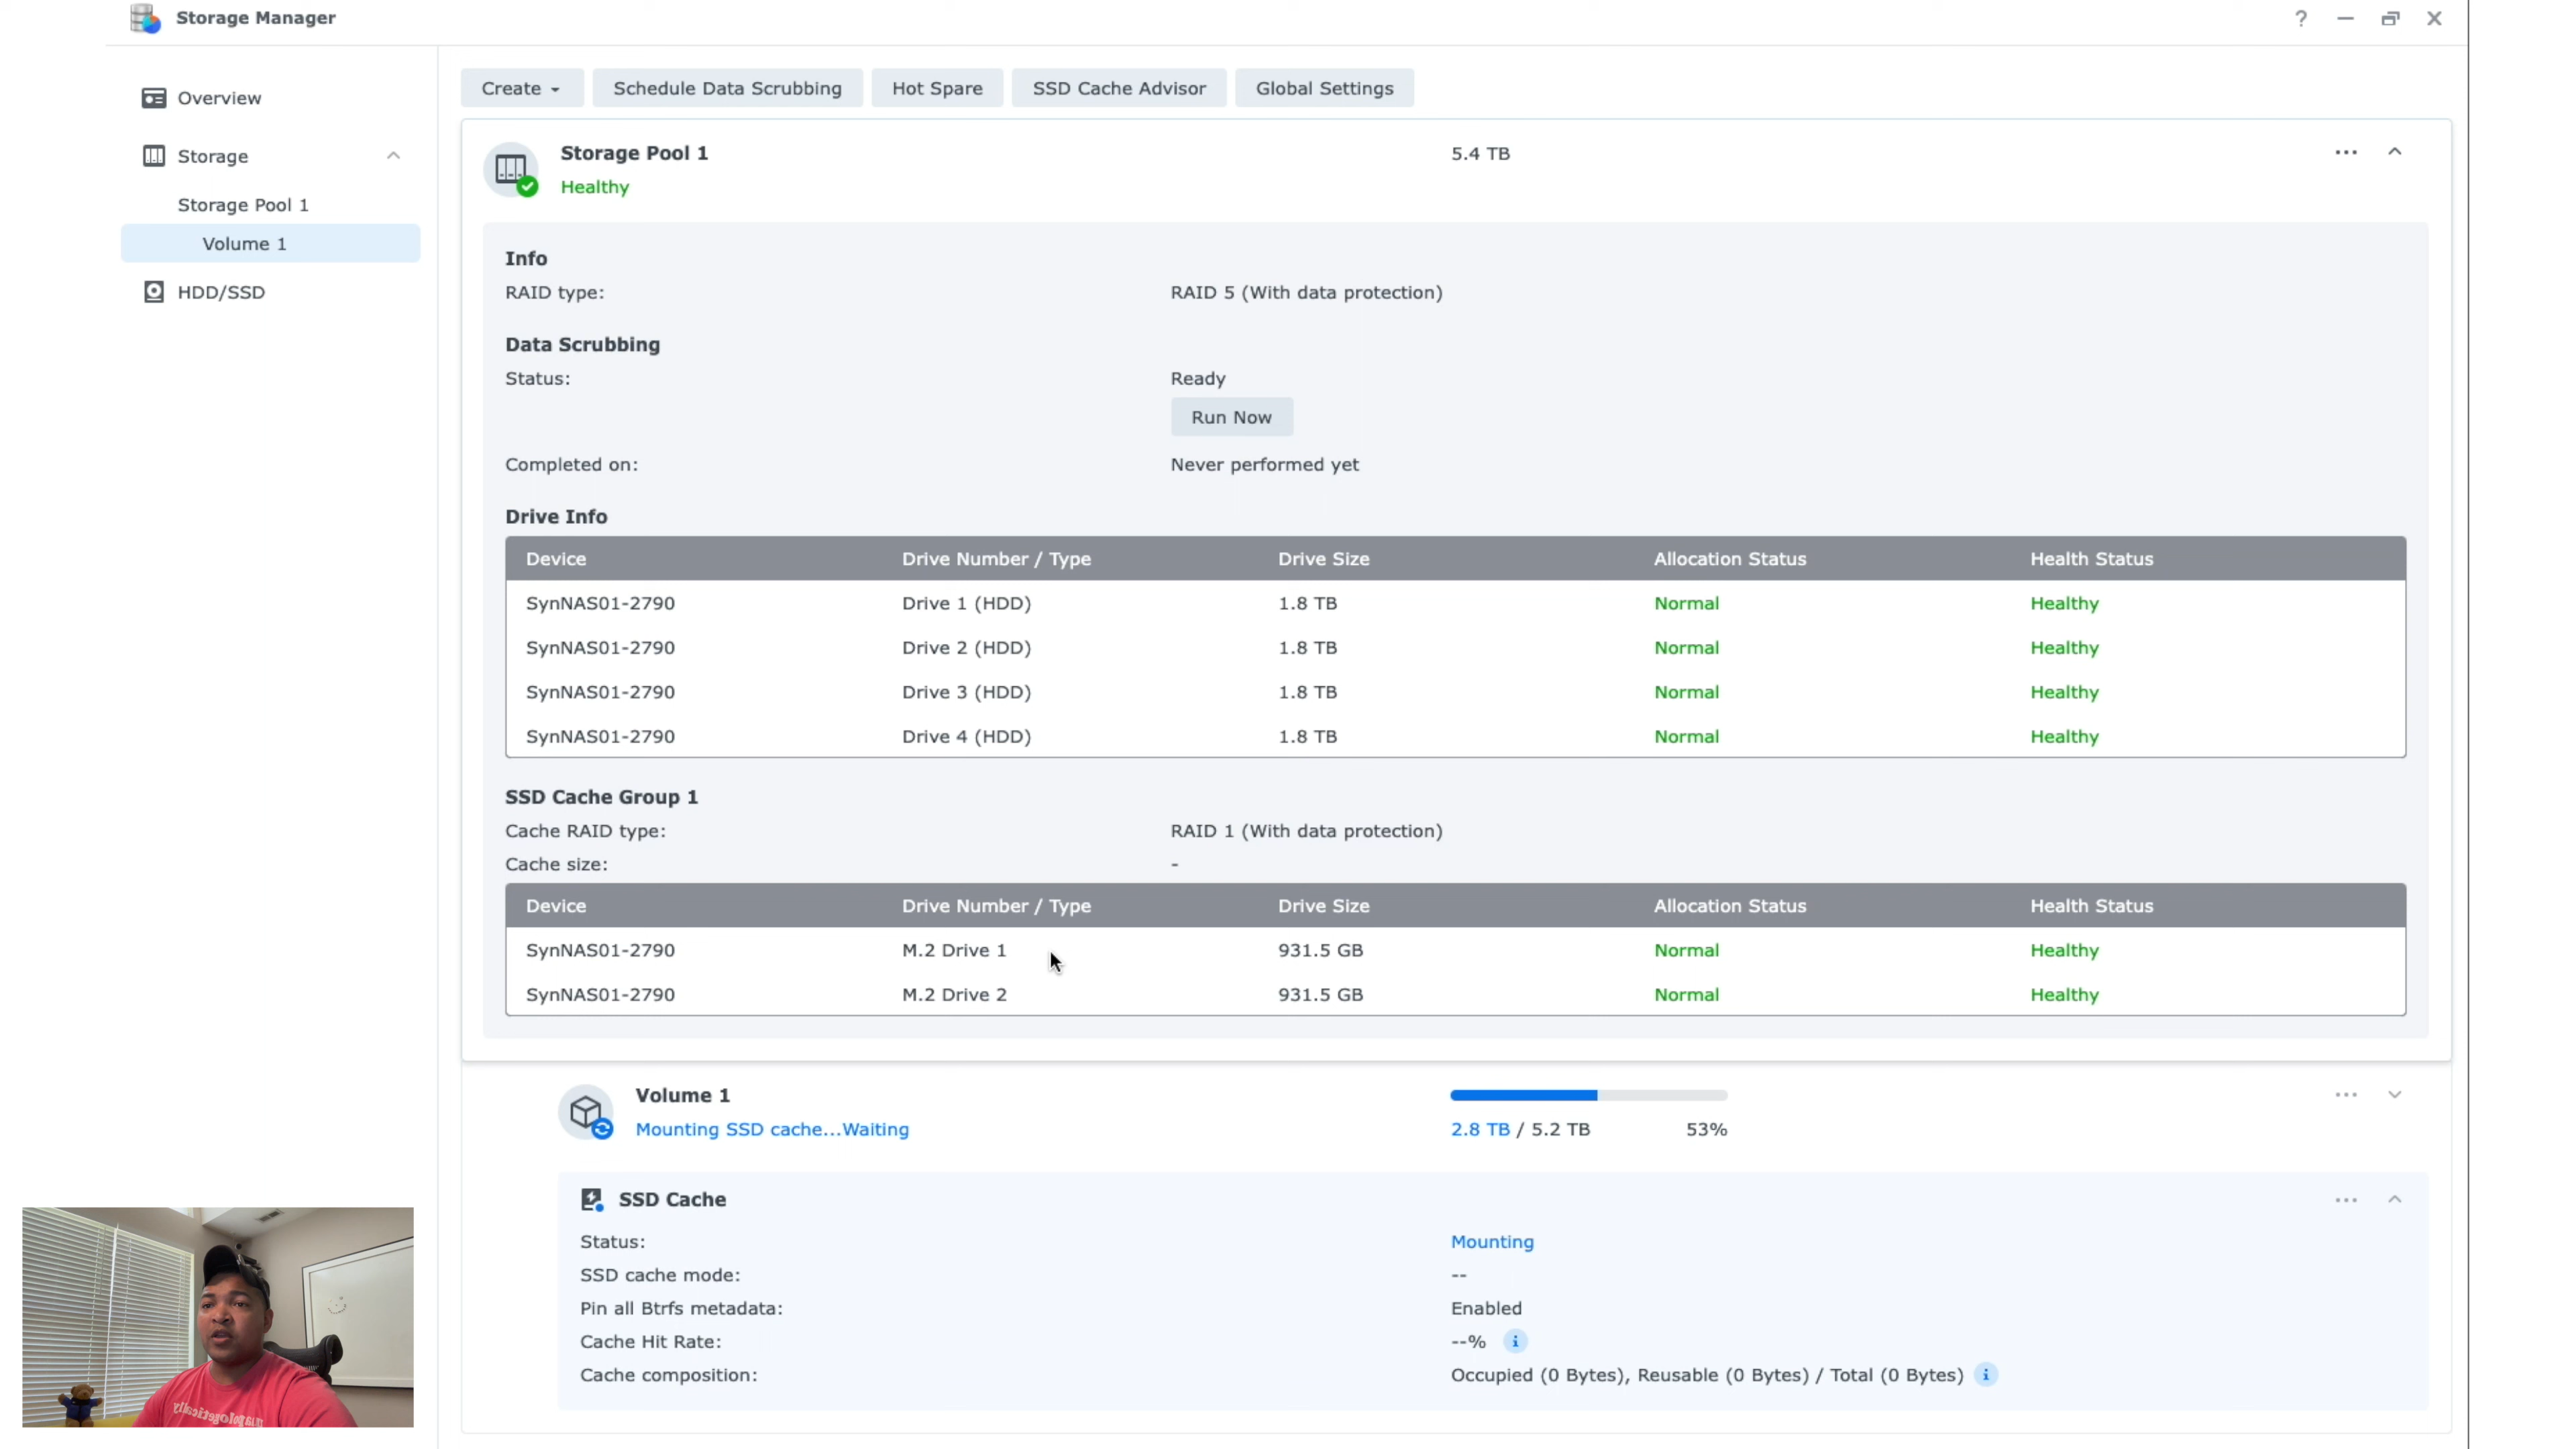 Storage Manager
?
Overview
Storage
Storage Pool 1
Volume 1
HDD/SSD
Create
Schedule Data Scrubbing
Hot Spare
SSD Cache Advisor
Global Settings
Storage Pool 1
5.4 TB
Healthy
Info
RAID type: RAID 5 (With data protection)
Data Scrubbing
Status: Ready
Run Now
Completed on: Never performed yet
Drive Info
Device Drive Number / Type Drive Size Allocation Status Health Status
SynNAS01-2790 Drive 1 (HDD) 1.8 TB Normal Healthy
SynNAS01-2790 Drive 2 (HDD) 1.8 TB Normal Healthy
SynNAS01-2790 Drive 3 (HDD) 1.8 TB Normal Healthy
SynNAS01-2790 Drive 4 (HDD) 1.8 TB Normal Healthy
SSD Cache Group 1
Cache RAID type: RAID 1 (With data protection)
Cache size: -
Device Drive Number / Type Drive Size Allocation Status Health Status
SynNAS01-2790 M.2 Drive 1 931.5 GB Normal Healthy
SynNAS01-2790 M.2 Drive 2 931.5 GB Normal Healthy
Volume 1
Mounting SSD cache...Waiting
2.8 TB / 5.2 TB 53%
SSD Cache
Status: Mounting
SSD cache mode: --
Pin all Btrfs metadata: Enabled
Cache Hit Rate: --% i
Cache composition: Occupied (0 Bytes), Reusable (0 Bytes) / Total (0 Bytes) i